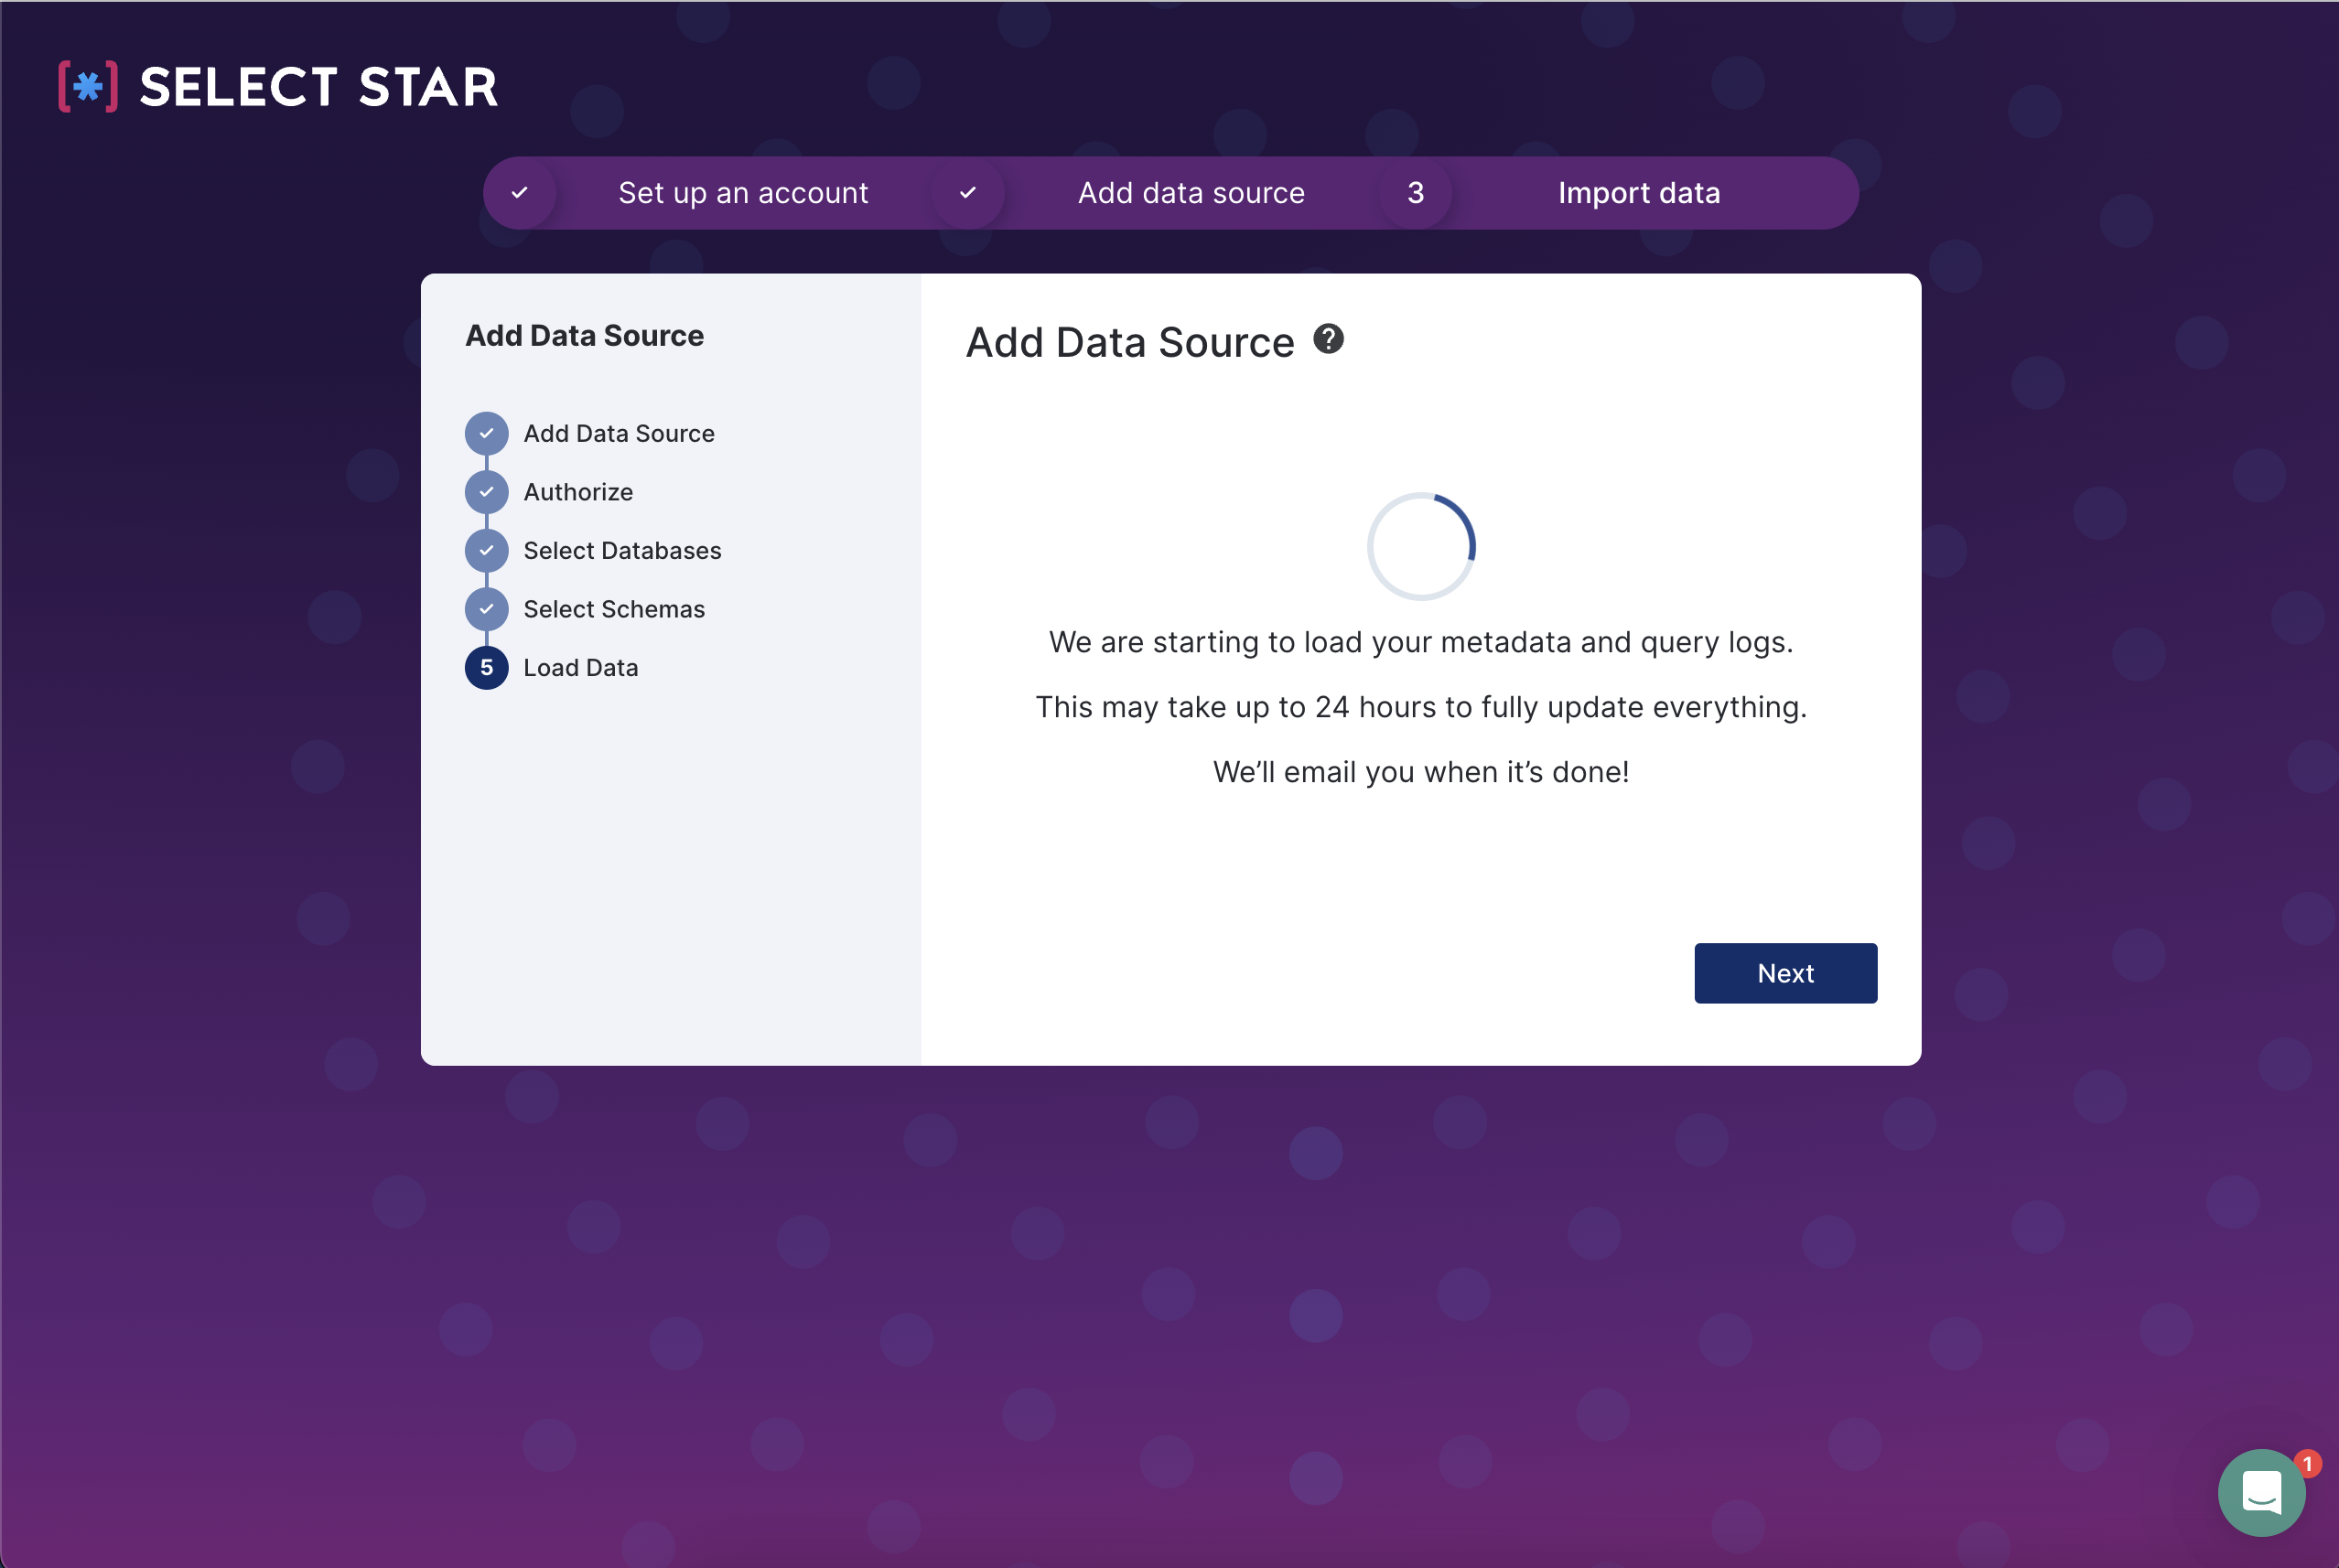 [*] SELECT STAR
Set up an account
Add data source
3 Import data
Add Data Source
Add Data Source
Authorize
Select Databases
Select Schemas
5 Load Data
Add Data Source ?
We are starting to load your metadata and query logs.
This may take up to 24 hours to fully update everything.
We’ll email you when it’s done!
Next
1